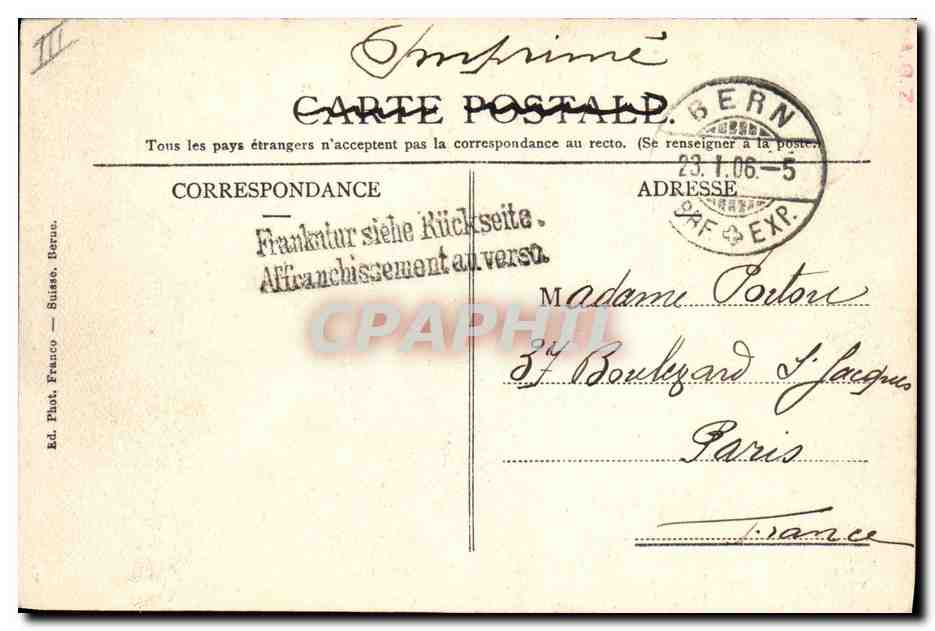 III
Imprimé
CARTE POSTALE.
Tous les pays étrangers n'acceptent pas la correspondance au recto. (Se renseigner à la poste.)
BERN
23. I. 06.–5
BRF EXP.
CORRESPONDANCE
ADRESSE
Frankatur siehe Rückseite.
Affranchissement au verso.
Madame
37 Boulevard St Jacques
Paris
France
Ed. Phot. Franco — Suisse. Berne.
CPAPHIL